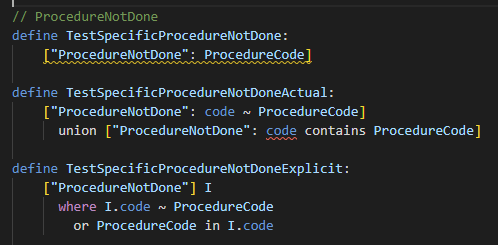 // ProcedureNotDone
define TestSpecificProcedureNotDone:
["ProcedureNotDone": ProcedureCode]
define TestSpecificProcedureNotDoneActual:
["ProcedureNotDone": code ~ ProcedureCode]
union ["ProcedureNotDone": code contains ProcedureCode]
define TestSpecificProcedureNotDoneExplicit:
["ProcedureNotDone"] I
where I.code ~ ProcedureCode
or ProcedureCode in I.code